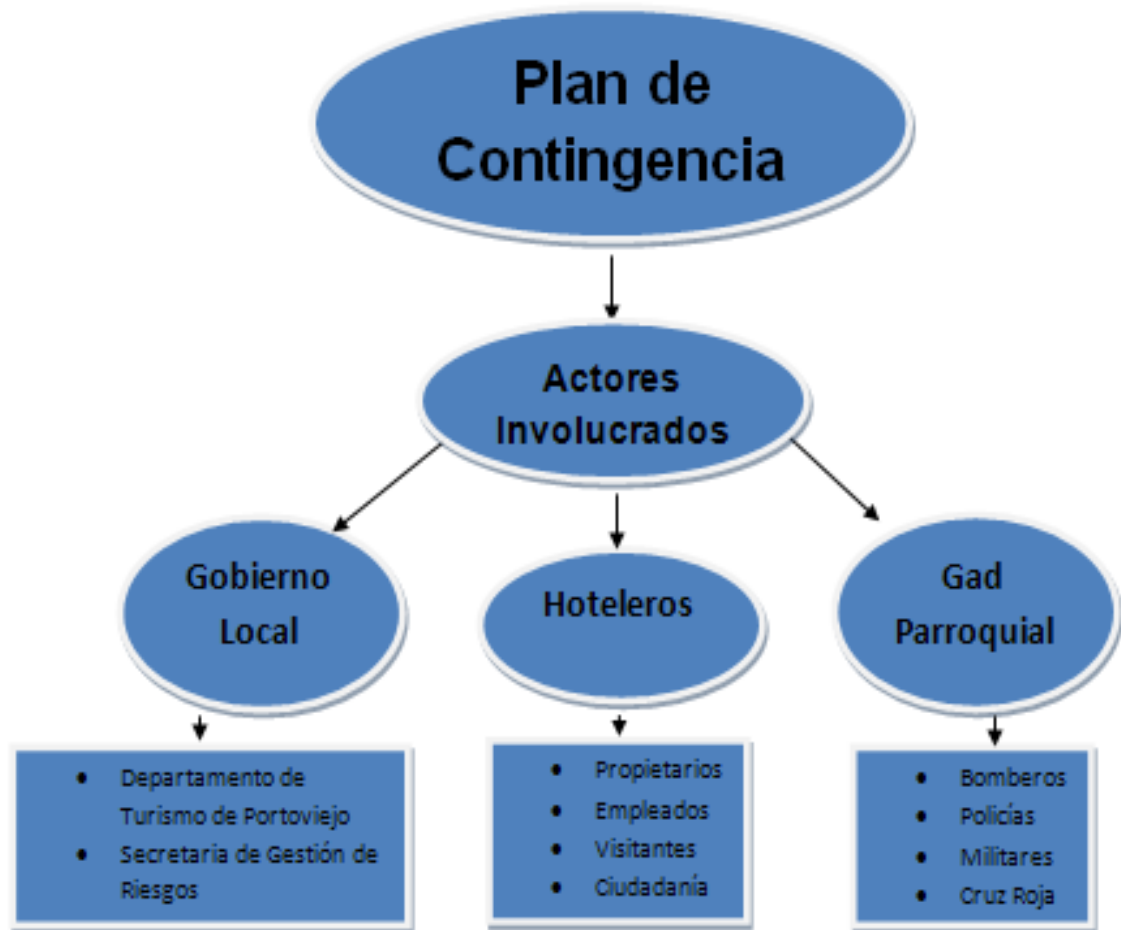 Plan de
Contingencia
Actores
Involucrados
Gobierno
Local
Hoteleros
Gad
Parroquial
• Departamento de
Turismo de Portoviejo
• Secretaria de Gestión de
Riesgos
• Propietarios
• Empleados
• Visitantes
• Ciudadanía
• Bomberos
• Policías
• Militares
• Cruz Roja